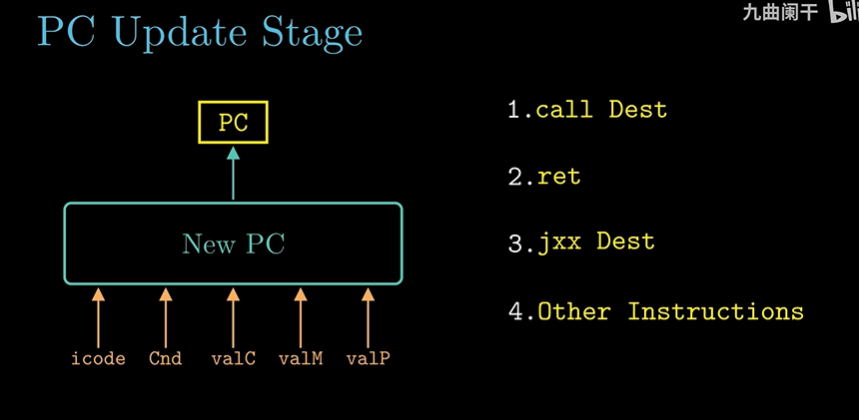 九曲阑干 bili
PC Update Stage
PC
New PC
icode Cnd valC valM valP
1.call Dest
2.ret
3.jxx Dest
4.Other Instructions